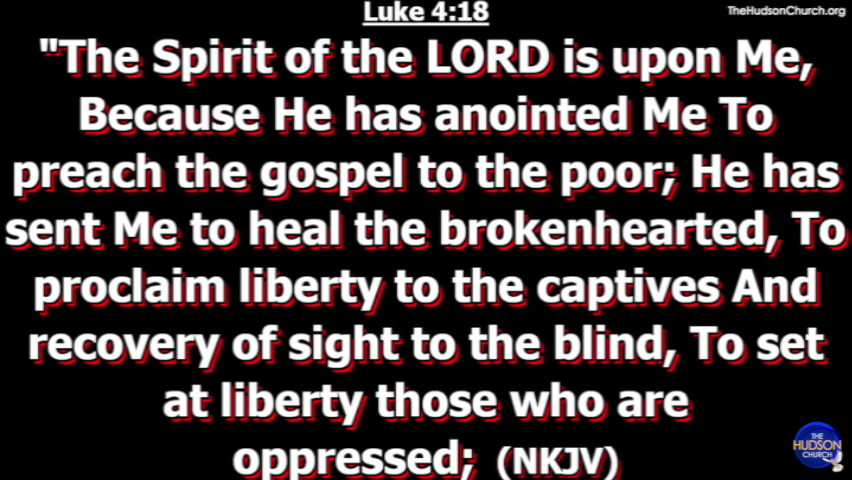 Luke 4:18
TheHudsonChurch.org
"The Spirit of the LORD is upon Me,
Because He has anointed Me To
preach the gospel to the poor; He has
sent Me to heal the brokenhearted, To
proclaim liberty to the captives And
recovery of sight to the blind, To set
at liberty those who are
oppressed; (NKJV)
THE
HUDSON
CHURCH